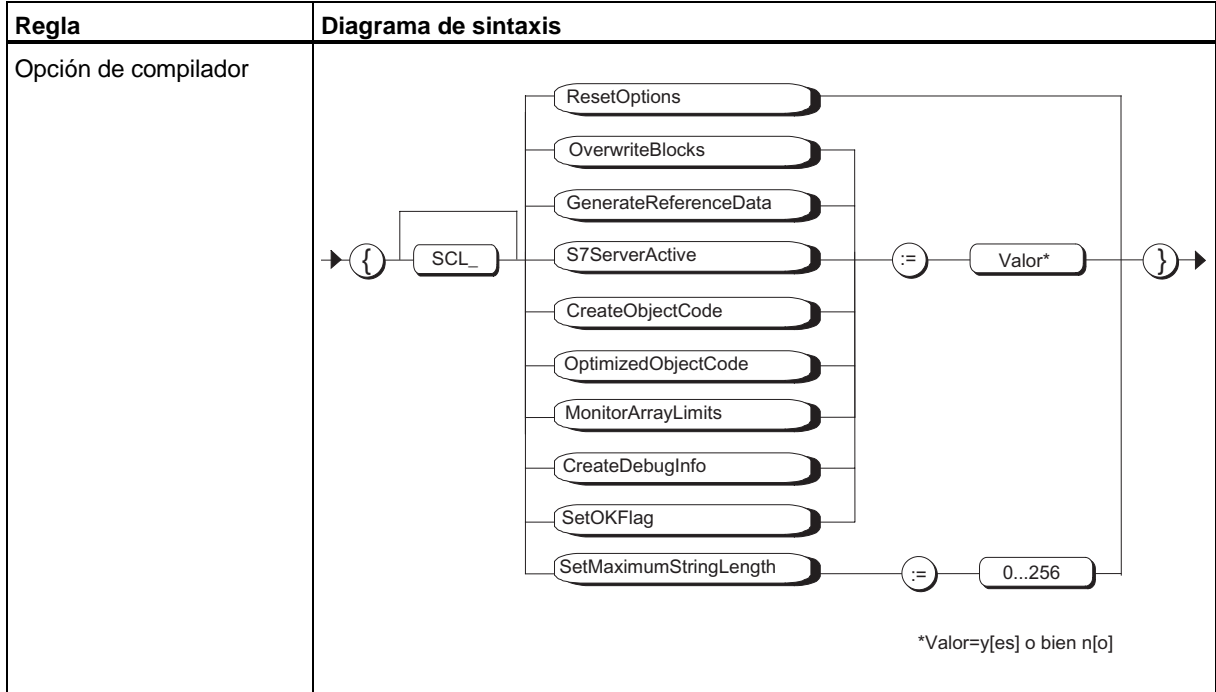 Regla
Diagrama de sintaxis
Opción de compilador
ResetOptions
OverwriteBlocks
GenerateReferenceData
{ SCL_ S7ServerActive := Valor* }
CreateObjectCode
OptimizedObjectCode
MonitorArrayLimits
CreateDebugInfo
SetOKFlag
SetMaximumStringLength := 0...256
*Valor=y[es] o bien n[o]